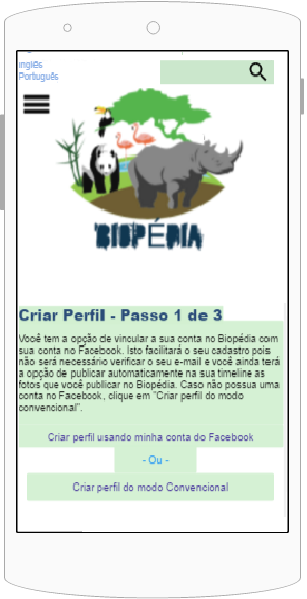 Inglês
Português
BIOPÉDIA
Criar Perfil - Passo 1 de 3
Você tem a opção de vincular a sua conta no Biopédia com
sua conta no Facebook. Isto facilitará o seu cadastro pois
não será necessário verificar o seu e-mail e você ainda terá
a opção de publicar automaticamente na sua timeline as
fotos que você publicar no Biopédia. Caso não possua uma
conta no Facebook, clique em "Criar perfil do modo
convencional".
Criar perfil usando minha conta do Facebook
- Ou -
Criar perfil do modo Convencional